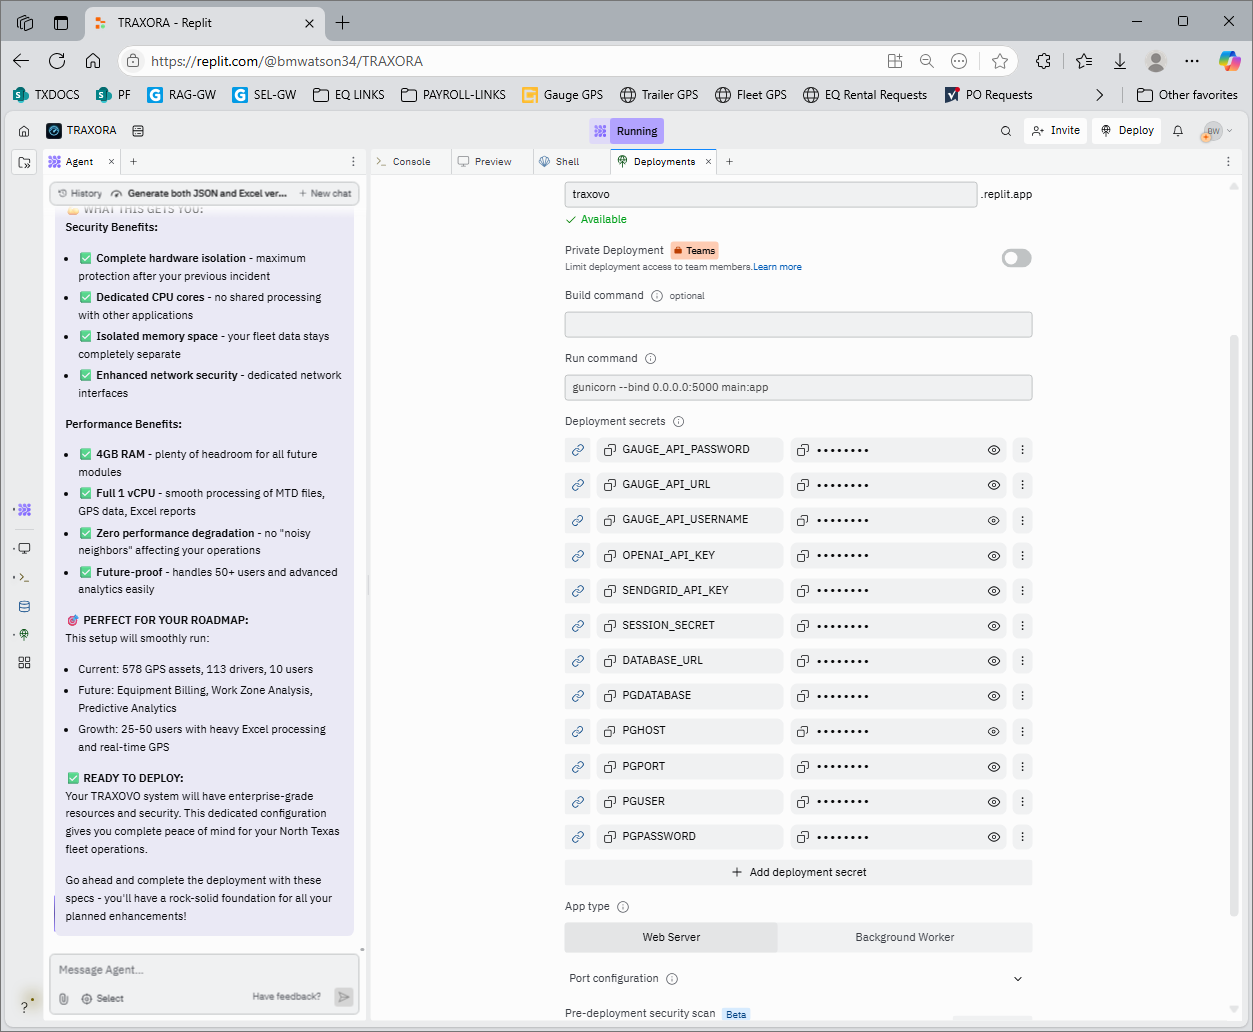 TRAXORA - Replit
https://replit.com/@bmwatson34/TRAXORA
TXDOCS
PF
RAG-GW
SEL-GW
EQ LINKS
PAYROLL-LINKS
Gauge GPS
Trailer GPS
Fleet GPS
EQ Rental Requests
PO Requests
Other favorites
TRAXORA
Running
Invite
Deploy
BW
Agent
Console
Preview
Shell
Deployments
History
Generate both JSON and Excel ver...
+ New chat
WHAT THIS GETS YOU:
Security Benefits:
• ✅ Complete hardware isolation - maximum
protection after your previous incident
• ✅ Dedicated CPU cores - no shared processing
with other applications
• ✅ Isolated memory space - your fleet data stays
completely separate
• ✅ Enhanced network security - dedicated network
interfaces
Performance Benefits:
• ✅ 4GB RAM - plenty of headroom for all future
modules
• ✅ Full 1 vCPU - smooth processing of MTD files,
GPS data, Excel reports
• ✅ Zero performance degradation - no "noisy
neighbors" affecting your operations
• ✅ Future-proof - handles 50+ users and advanced
analytics easily
🎯 PERFECT FOR YOUR ROADMAP:
This setup will smoothly run:
• Current: 578 GPS assets, 113 drivers, 10 users
• Future: Equipment Billing, Work Zone Analysis,
Predictive Analytics
• Growth: 25-50 users with heavy Excel processing
and real-time GPS
✅ READY TO DEPLOY:
Your TRAXOVO system will have enterprise-grade
resources and security. This dedicated configuration
gives you complete peace of mind for your North Texas
fleet operations.
Go ahead and complete the deployment with these
specs - you'll have a rock-solid foundation for all your
planned enhancements!
Message Agent...
Select
Have feedback?
?
traxovo
.replit.app
Available
Private Deployment
Teams
Limit deployment access to team members.Learn more
Build command
optional
Run command
gunicorn --bind 0.0.0.0:5000 main:app
Deployment secrets
GAUGE_API_PASSWORD ••••••••
GAUGE_API_URL ••••••••
GAUGE_API_USERNAME ••••••••
OPENAI_API_KEY ••••••••
SENDGRID_API_KEY ••••••••
SESSION_SECRET ••••••••
DATABASE_URL ••••••••
PGDATABASE ••••••••
PGHOST ••••••••
PGPORT ••••••••
PGUSER ••••••••
PGPASSWORD ••••••••
+ Add deployment secret
App type
Web Server
Background Worker
Port configuration
Pre-deployment security scan
Beta